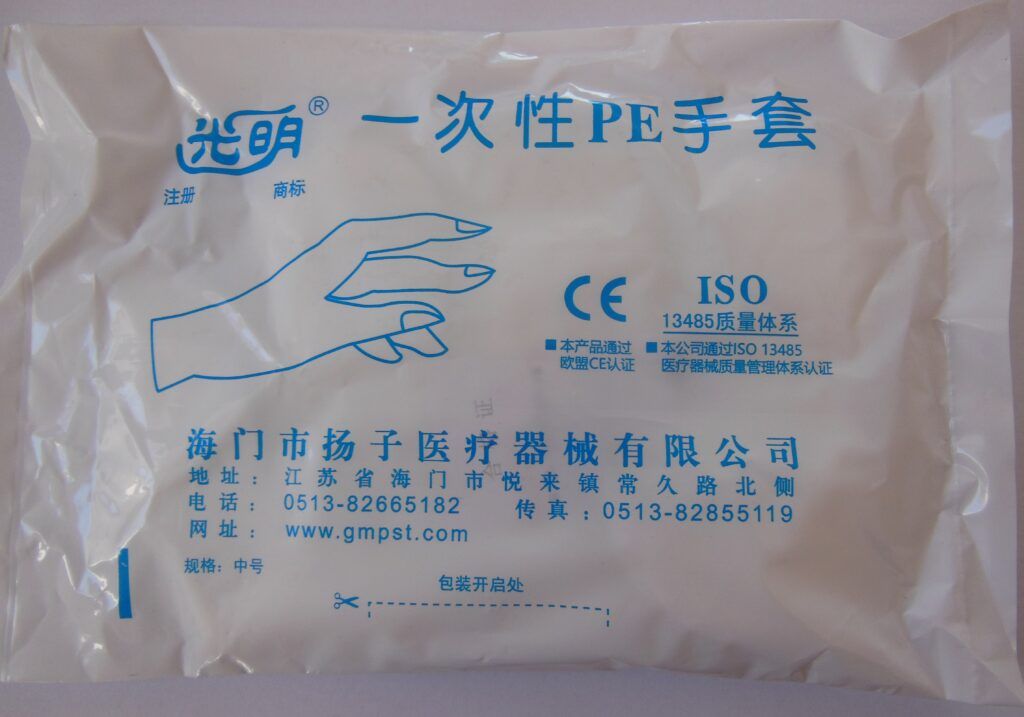 光明® 一次性PE手套
注册 商标
CE ISO
13485质量体系
■本产品通过 ■本公司通过ISO 13485
欧盟CE认证 医疗器械质量管理体系认证
海门市扬子医疗器械有限公司
地址：江苏省海门市悦来镇常久路北侧
电话：0513-82665182 传真：0513-82855119
网址：www.gmpst.com
规格：中号
包装开启处